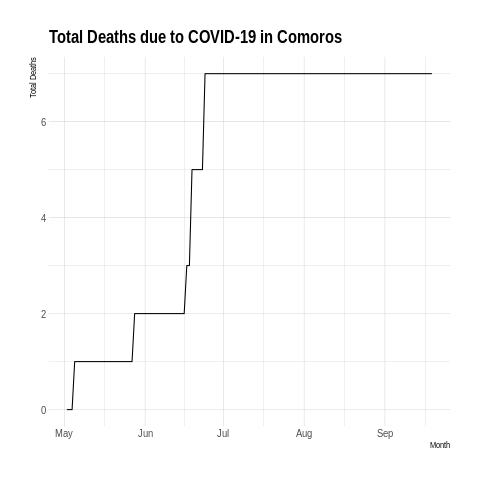 Total Deaths due to COVID-19 in Comoros
Total Deaths
6
4
2
0
May Jun Jul Aug Sep
Month